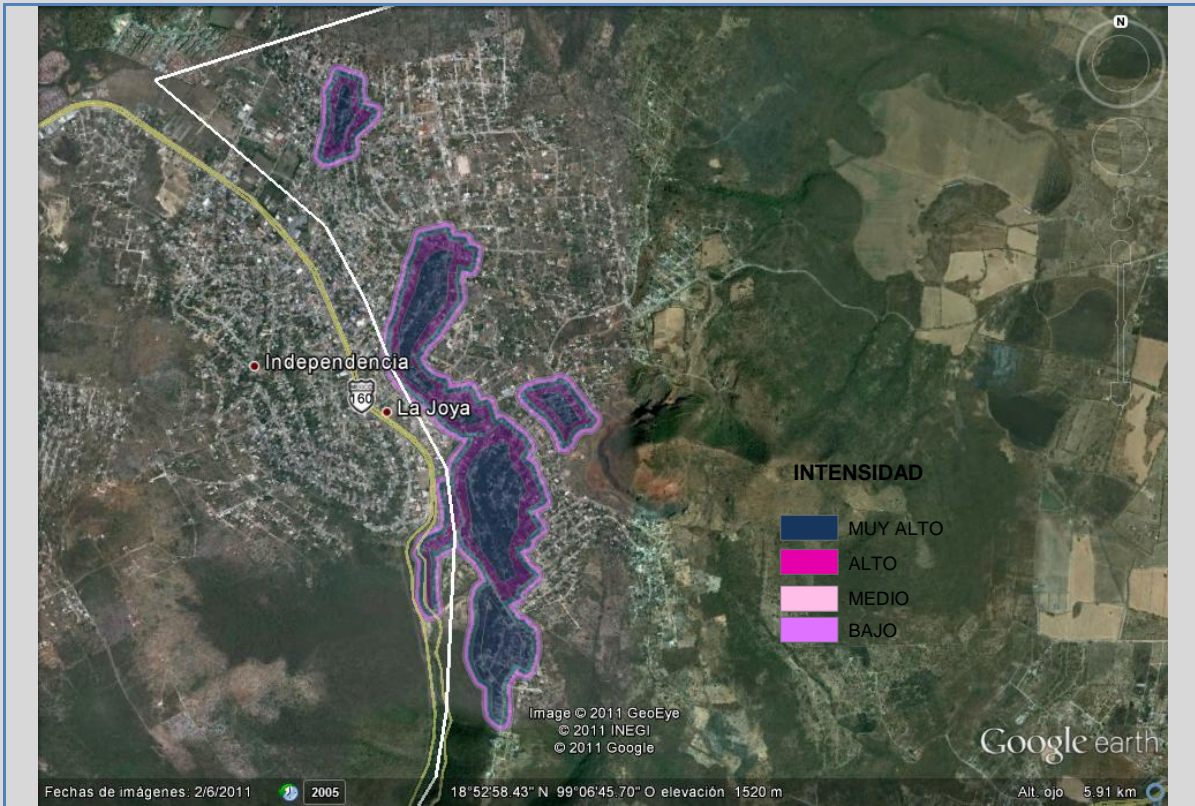 N
Independencia
MEXICO
160
La Joya
INTENSIDAD
MUY ALTO
ALTO
MEDIO
BAJO
Image © 2011 GeoEye
© 2011 INEGI
© 2011 Google
Google earth
Fechas de imágenes: 2/6/2011 2005 18°52'58.43" N 99°06'45.70" O elevación 1520 m Alt. ojo 5.91 km